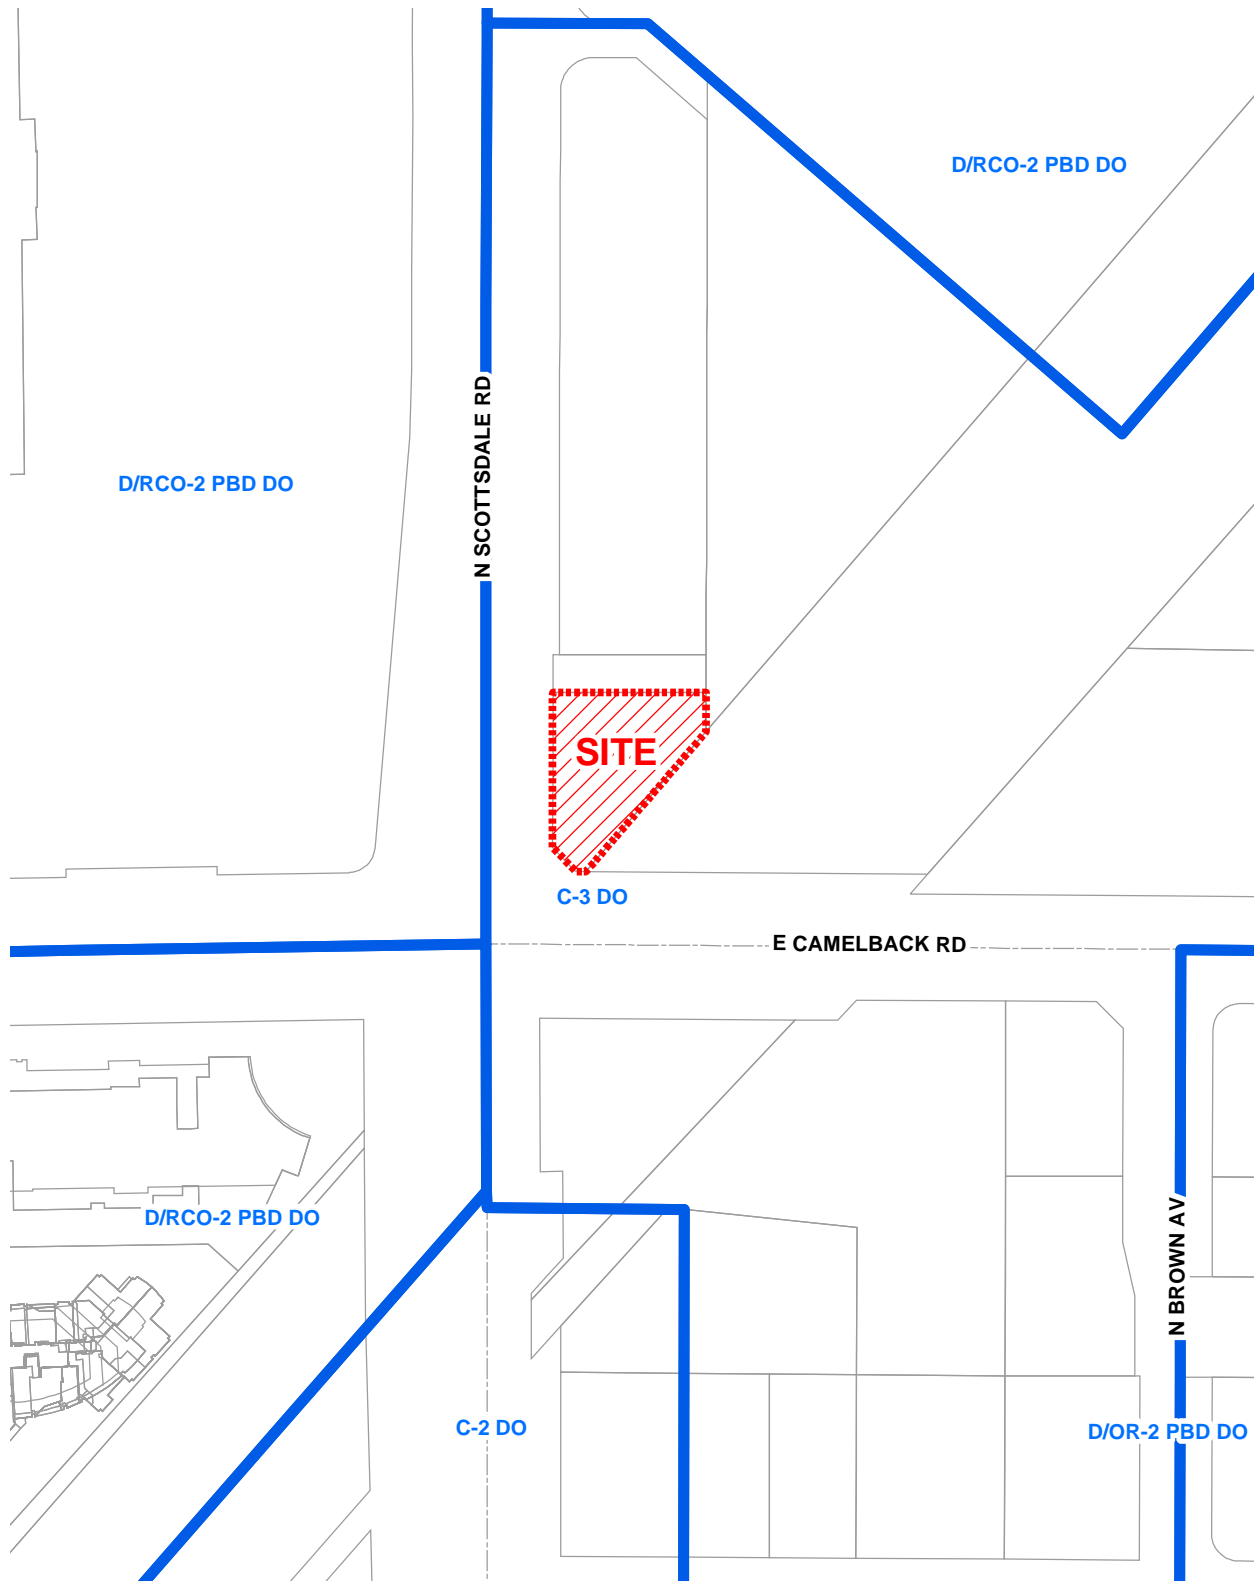 D/RCO-2 PBD DO
N SCOTTSDALE RD
D/RCO-2 PBD DO
SITE
C-3 DO
E CAMELBACK RD
D/RCO-2 PBD DO
N BROWN AV
C-2 DO
D/OR-2 PBD DO